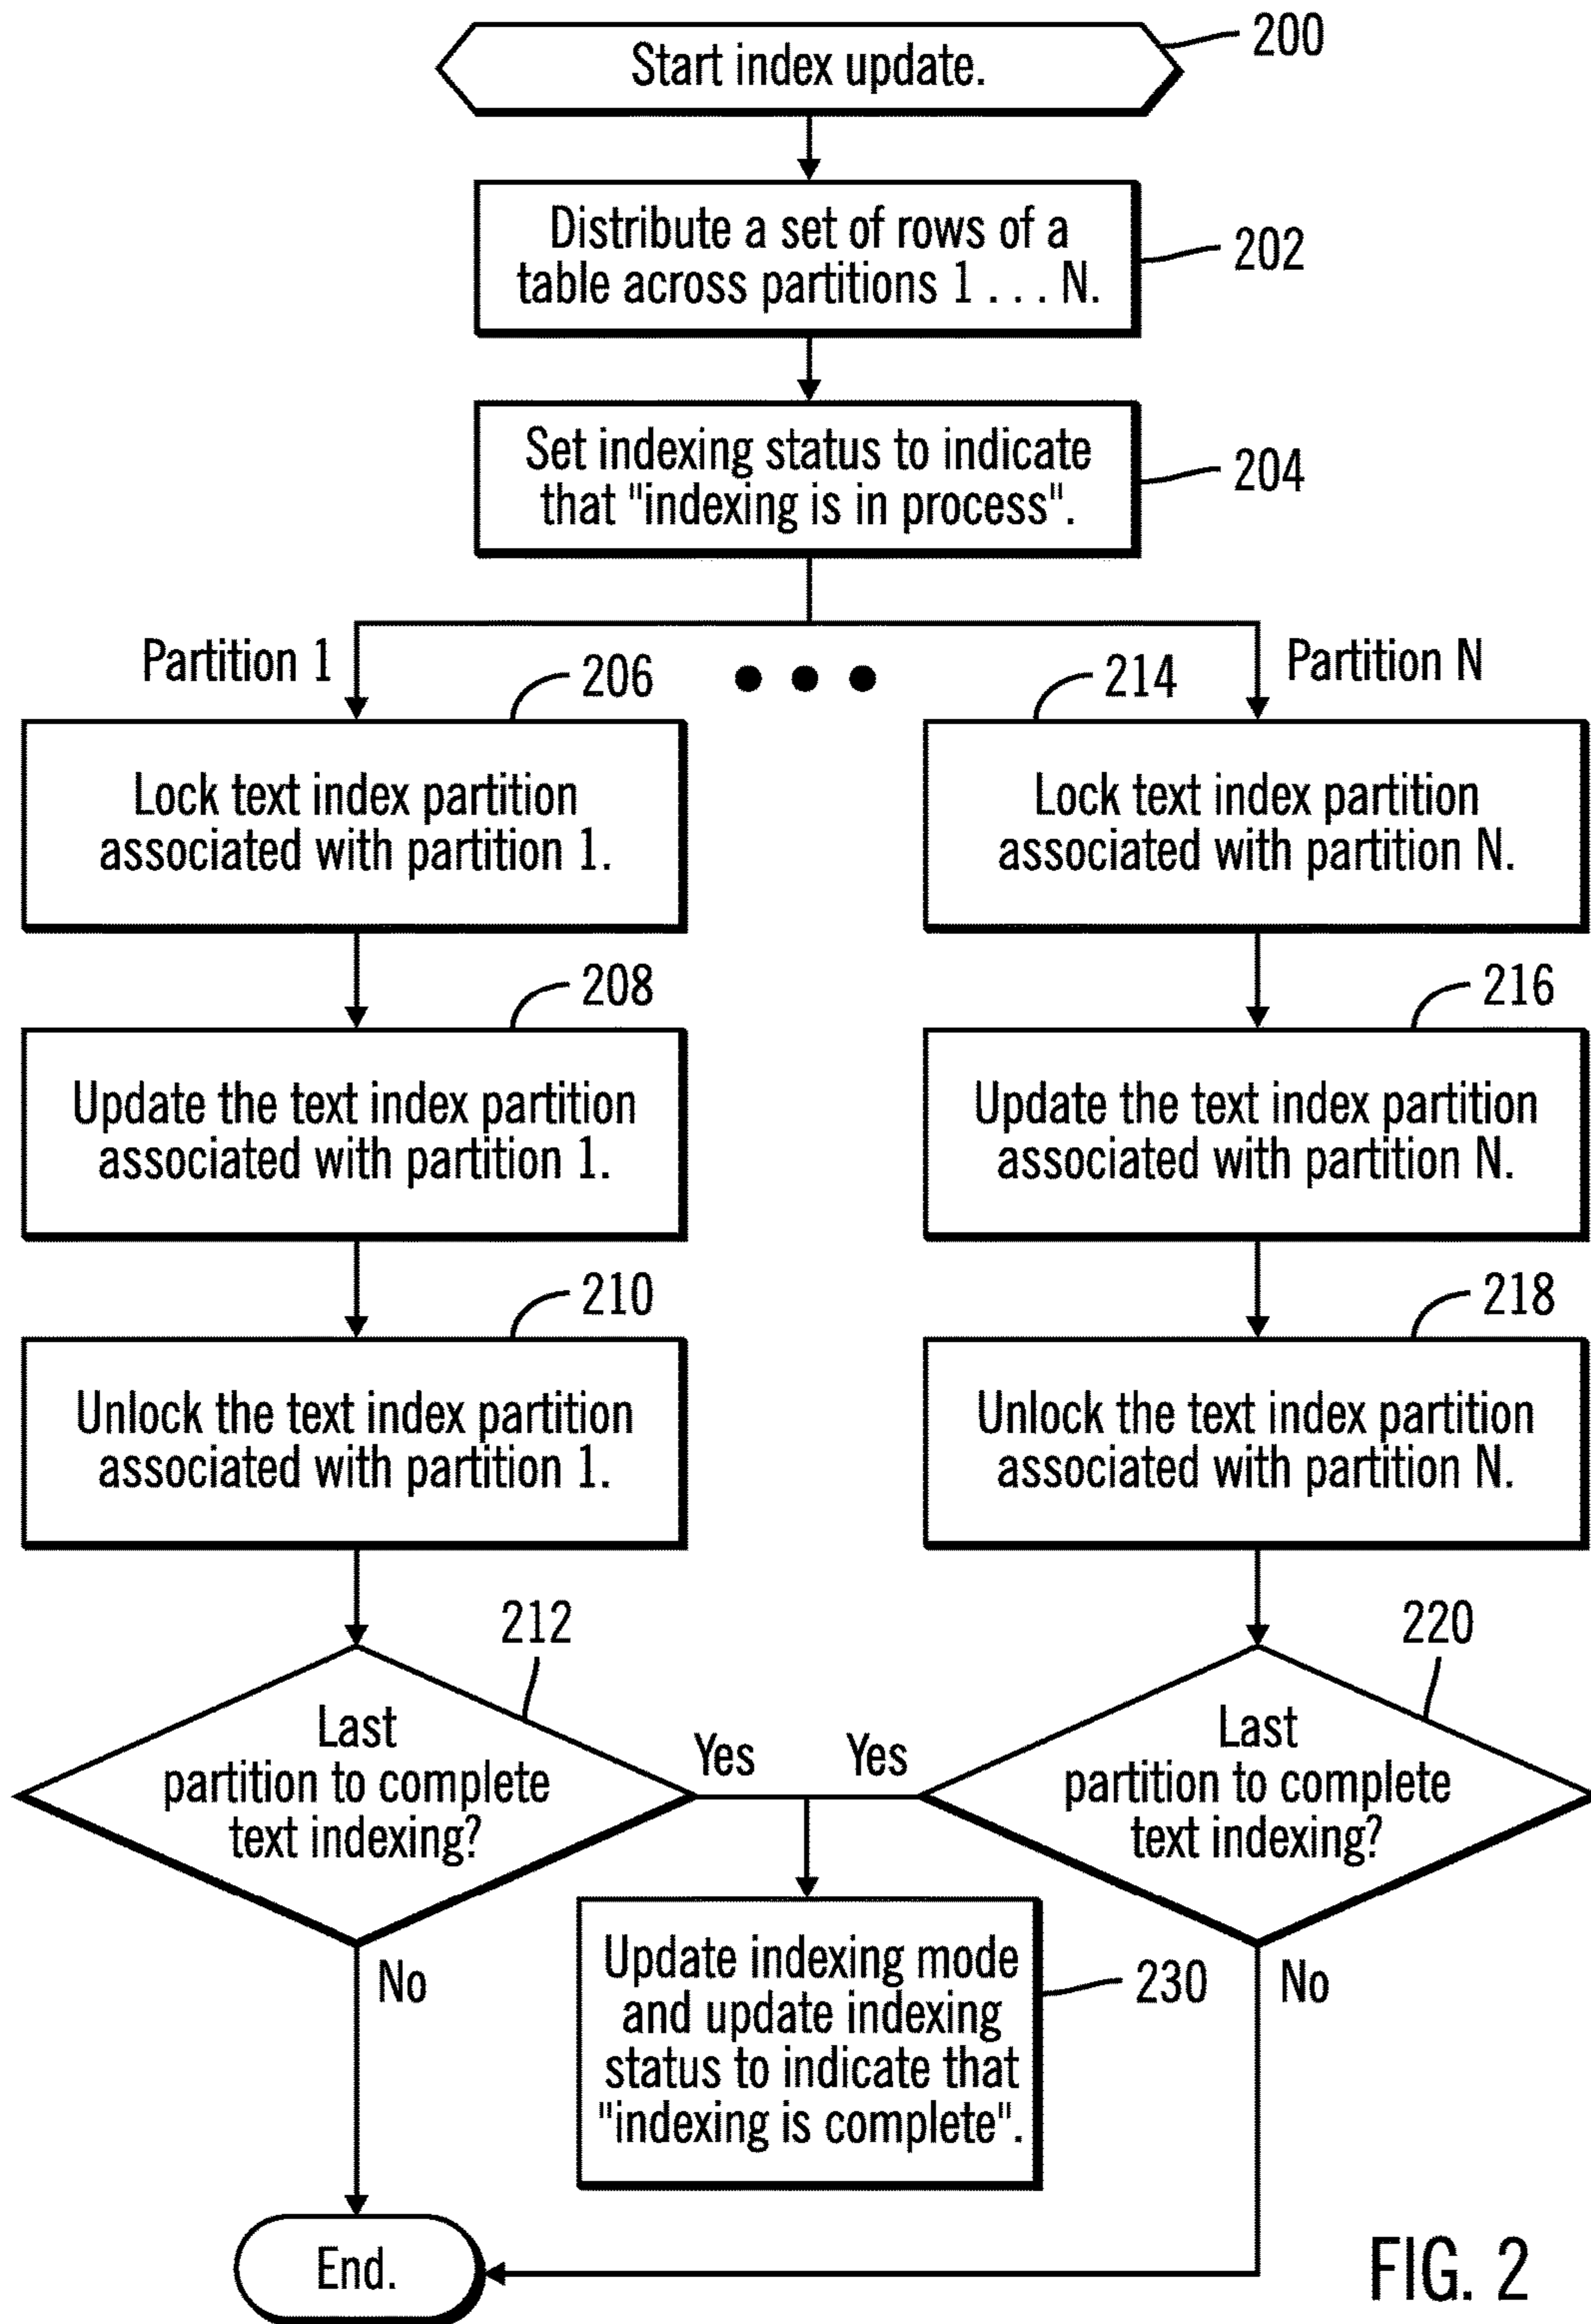 200
Start index update.
Distribute a set of rows of a
table across partitions 1 . . . N.
202
Set indexing status to indicate
that "indexing is in process".
204
Partition 1
206
214
Partition N
Lock text index partition
associated with partition 1.
Lock text index partition
associated with partition N.
208
216
Update the text index partition
associated with partition 1.
Update the text index partition
associated with partition N.
210
218
Unlock the text index partition
associated with partition 1.
Unlock the text index partition
associated with partition N.
212
220
Last
partition to complete
text indexing?
Yes
Yes
Last
partition to complete
text indexing?
No
Update indexing mode
and update indexing
status to indicate that
"indexing is complete".
230
No
End.
FIG. 2